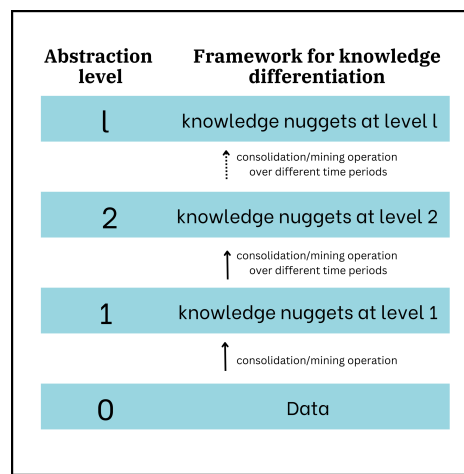 Abstraction level
Framework for knowledge differentiation
l
knowledge nuggets at level l
consolidation/mining operation
over different time periods
2
knowledge nuggets at level 2
consolidation/mining operation
over different time periods
1
knowledge nuggets at level 1
consolidation/mining operation
0
Data